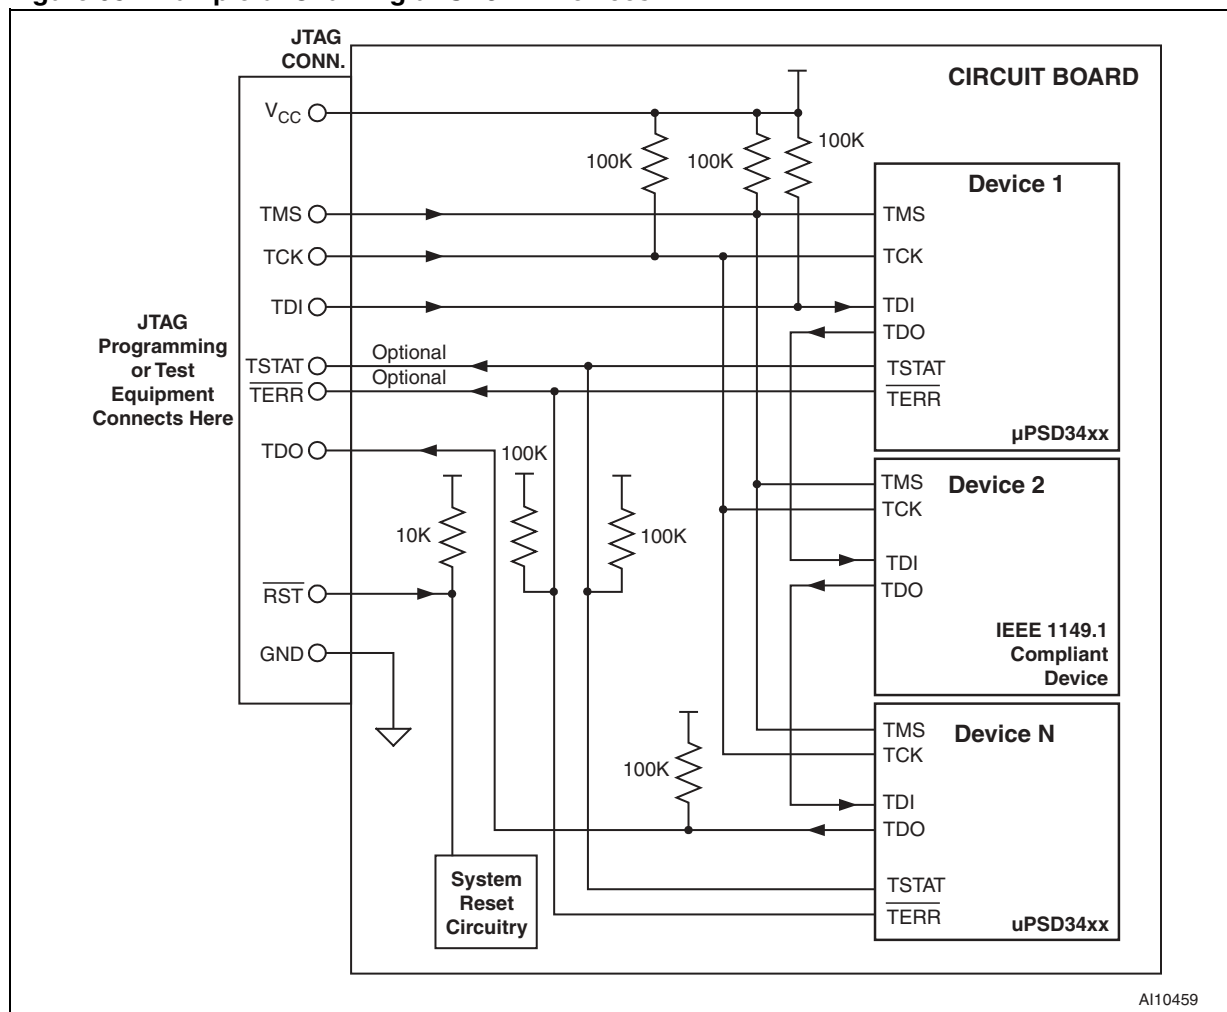 JTAG
CONN.
CIRCUIT BOARD
VCC
100K
100K
100K
Device 1
TMS
TMS
TCK
TCK
TDI
TDI
JTAG
Programming
or Test
Equipment
Connects Here
TDO
TSTAT
Optional
TSTAT
TERR
Optional
TERR
µPSD34xx
TDO
100K
10K
100K
TMS
Device 2
TCK
TDI
TDO
RST
IEEE 1149.1
Compliant
Device
GND
TMS
Device N
TCK
100K
TDI
TDO
System
Reset
Circuitry
TSTAT
TERR
uPSD34xx
AI10459